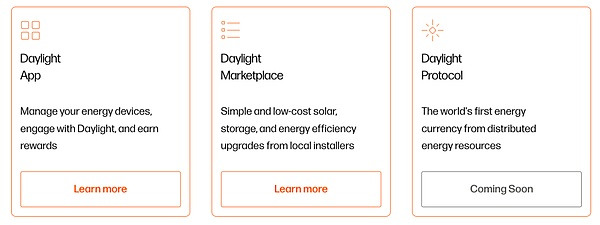 Daylight
App
Manage your energy devices,
engage with Daylight, and earn
rewards
Learn more
Daylight
Marketplace
Simple and low-cost solar,
storage, and energy efficiency
upgrades from local installers
Learn more
Daylight
Protocol
The world's first energy
currency from distributed
energy resources
Coming Soon